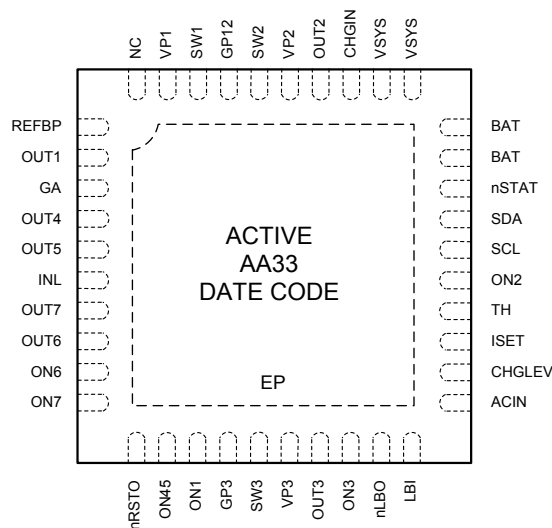 NC VP1 SW1 GP12 SW2 VP2 OUT2 CHGIN VSYS VSYS
REFBP
OUT1
GA
OUT4
OUT5
INL
OUT7
OUT6
ON6
ON7
ACTIVE
AA33
DATE CODE
EP
BAT
BAT
nSTAT
SDA
SCL
ON2
TH
ISET
CHGLEV
ACIN
nRSTO ON45 ON1 GP3 SW3 VP3 OUT3 ON3 nLBO LBI